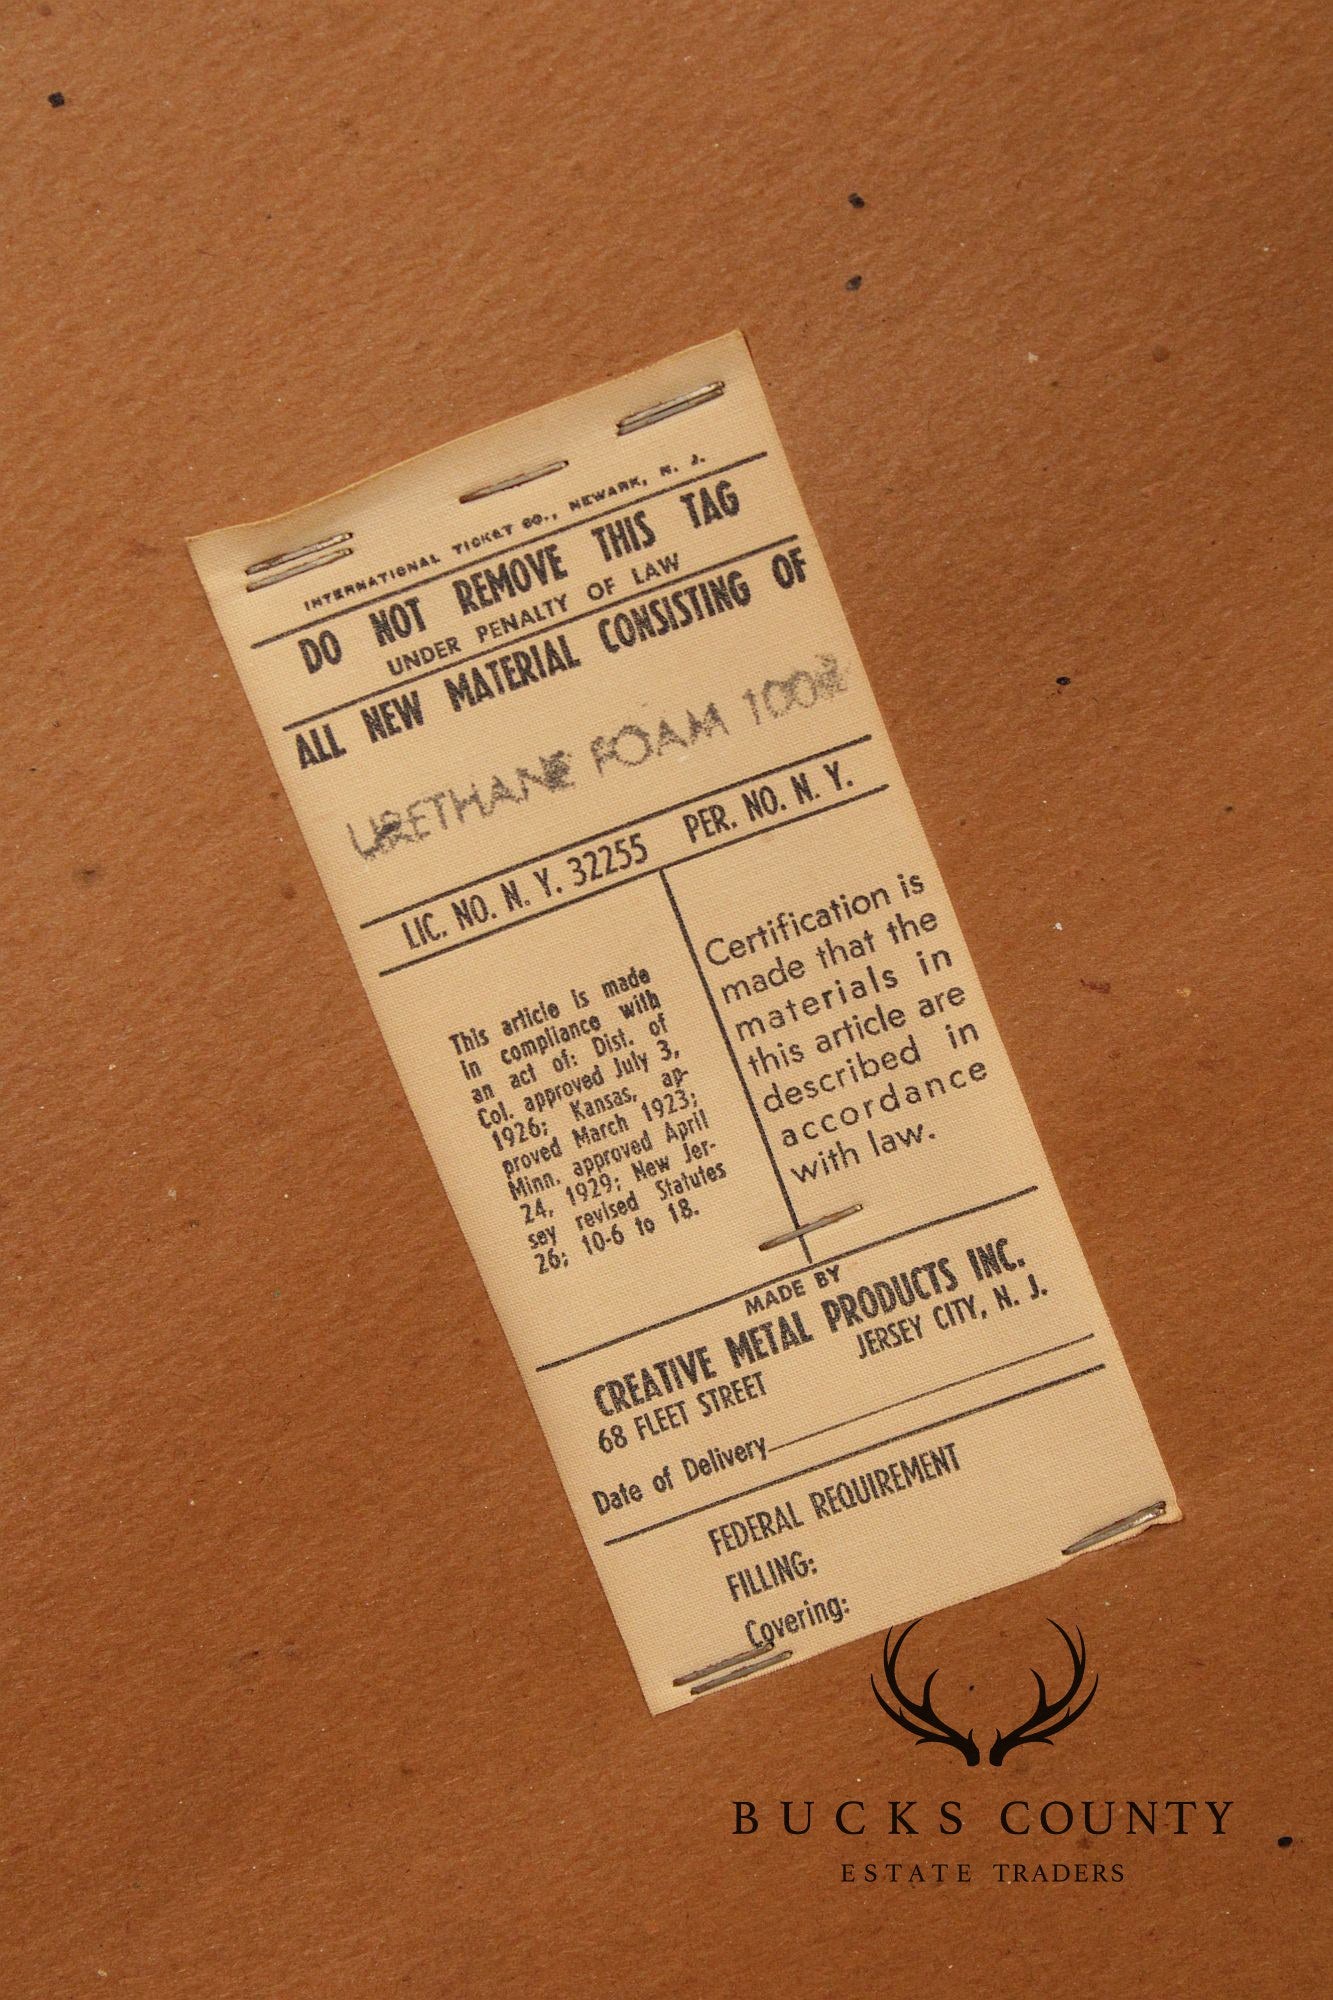 INTERNATIONAL TICKET CO., NEWARK, N. J.
DO NOT REMOVE THIS TAG
UNDER PENALTY OF LAW
ALL NEW MATERIAL CONSISTING OF
URETHANE FOAM 100%
LIC. NO. N. Y. 32255 PER. NO. N. Y.
This article is made
in compliance with
an act of: Dist. of
Col. approved July 3,
1926; Kansas, ap-
proved March 1923;
Minn. approved April
24, 1929; New Jer-
sey revised Statutes
26; 10-6 to 18.
Certification is
made that the
materials in
this article are
described in
accordance
with law.
MADE BY
CREATIVE METAL PRODUCTS INC.
68 FLEET STREET JERSEY CITY, N. J.
Date of Delivery
FEDERAL REQUIREMENT
FILLING:
Covering:
BUCKS COUNTY
ESTATE TRADERS